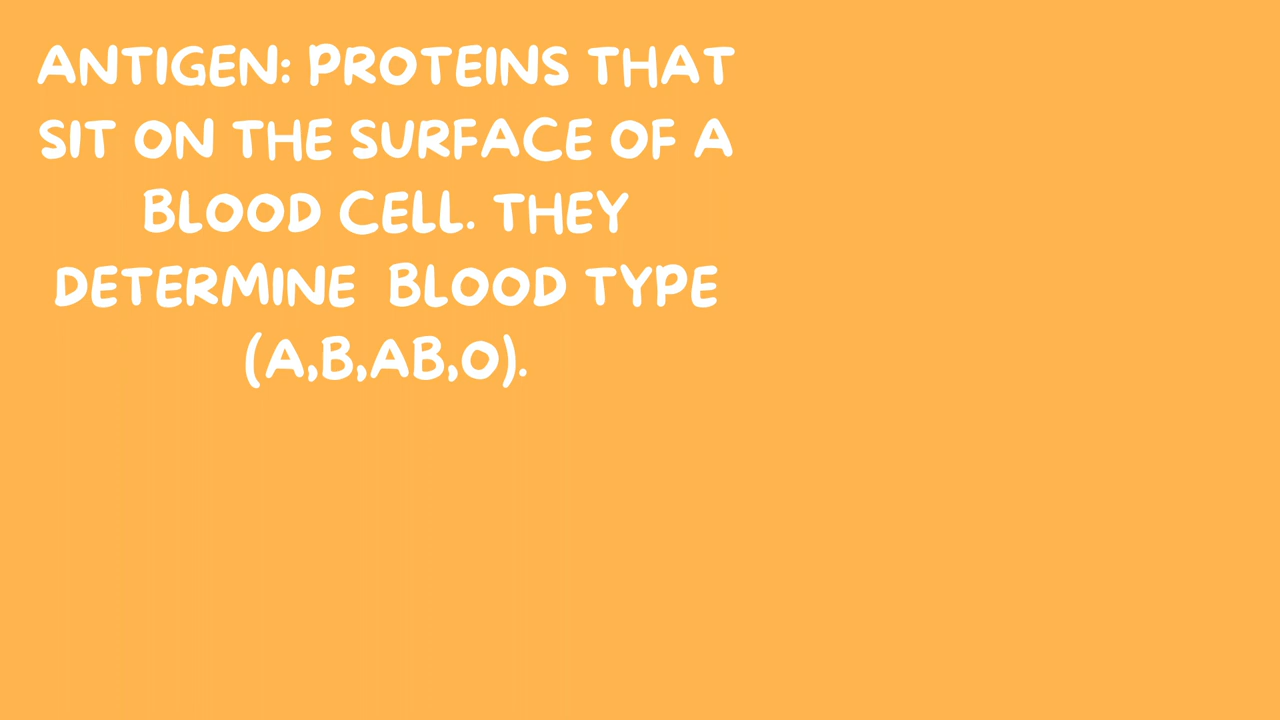 ANTIGEN: PROTEINS THAT
SIT ON THE SURFACE OF A
BLOOD CELL. THEY
DETERMINE  BLOOD TYPE
(A,B,AB,O).